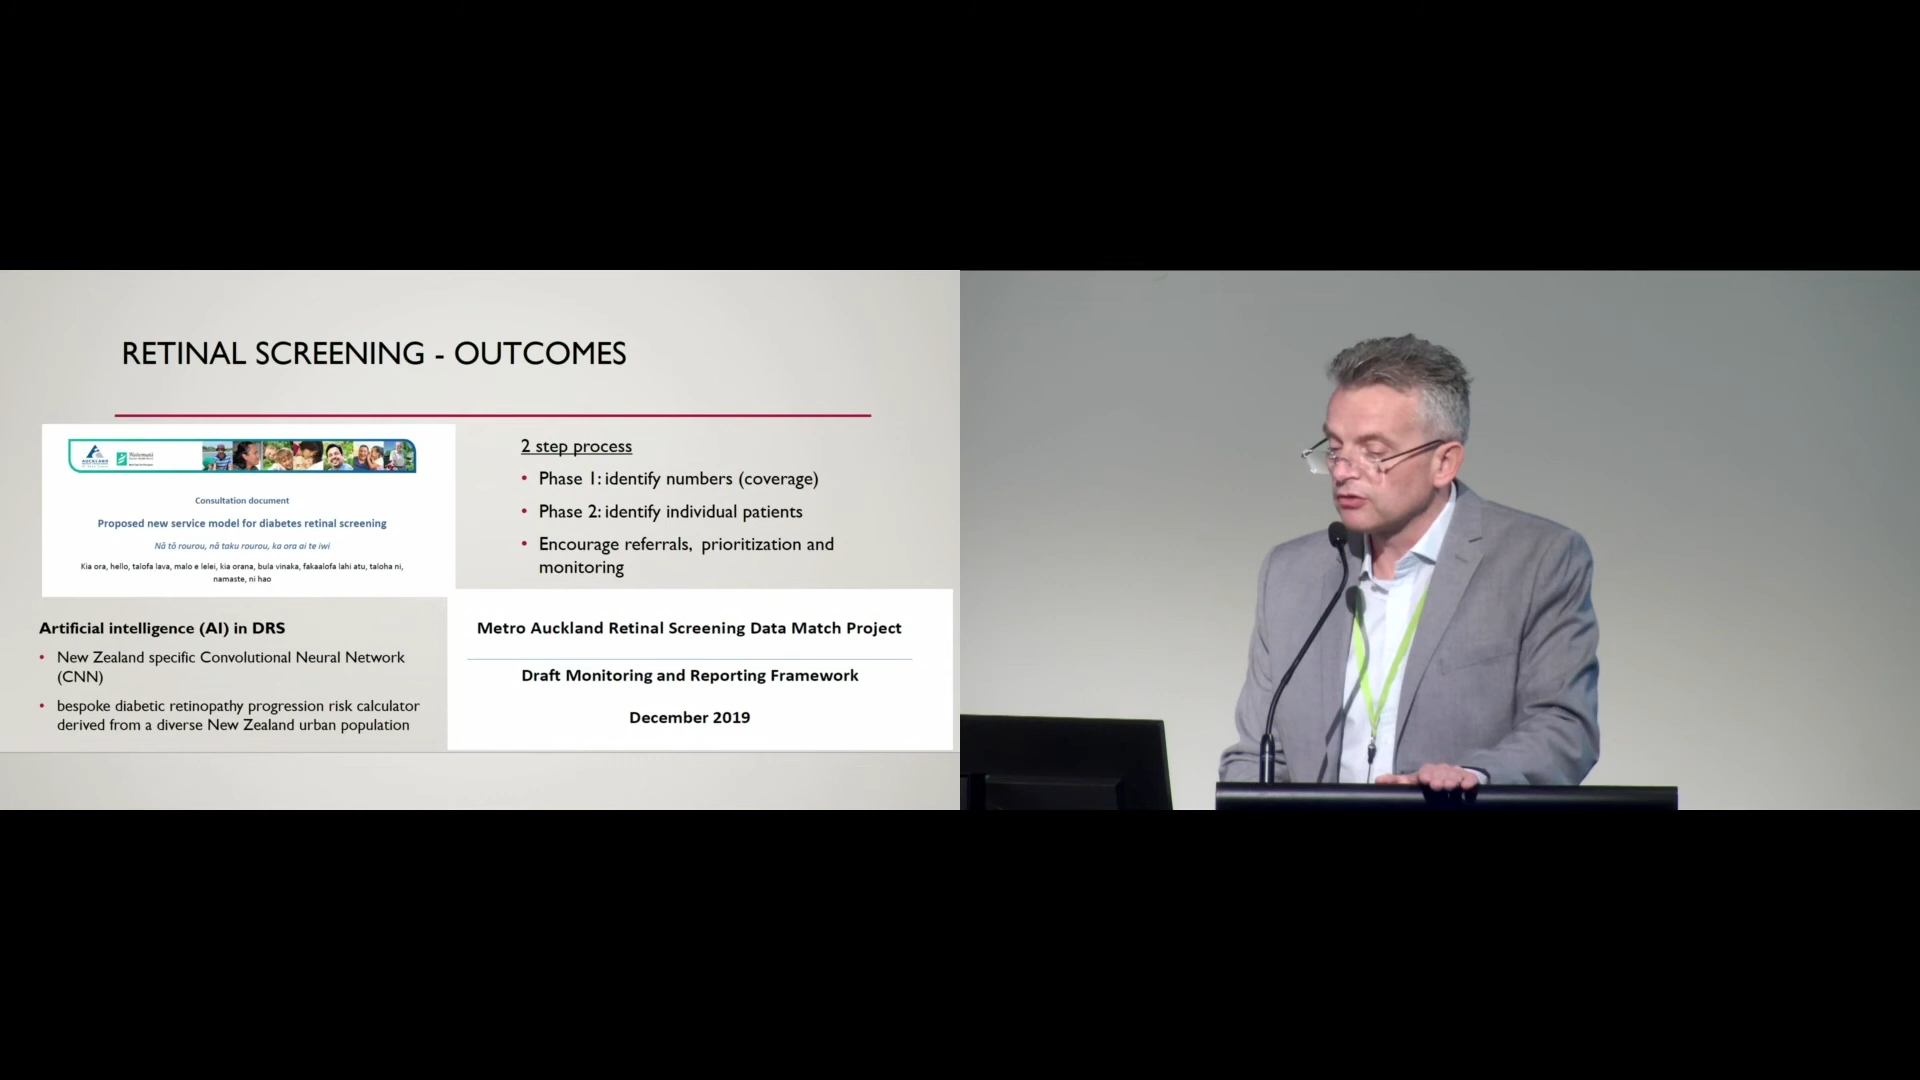 RETINAL SCREENING - OUTCOMES
AUCKLAND
Waitematā
Consultation document
Proposed new service model for diabetes retinal screening
Nā tō rourou, nā taku rourou, ka ora ai te iwi
Kia ora, hello, talofa lava, malo e lelei, kia orana, bula vinaka, fakaalofa lahi atu, taloha ni,
namaste, ni hao
2 step process
• Phase 1: identify numbers (coverage)
• Phase 2: identify individual patients
• Encourage referrals, prioritization and
monitoring
Artificial intelligence (AI) in DRS
• New Zealand specific Convolutional Neural Network
(CNN)
• bespoke diabetic retinopathy progression risk calculator
derived from a diverse New Zealand urban population
Metro Auckland Retinal Screening Data Match Project
Draft Monitoring and Reporting Framework
December 2019